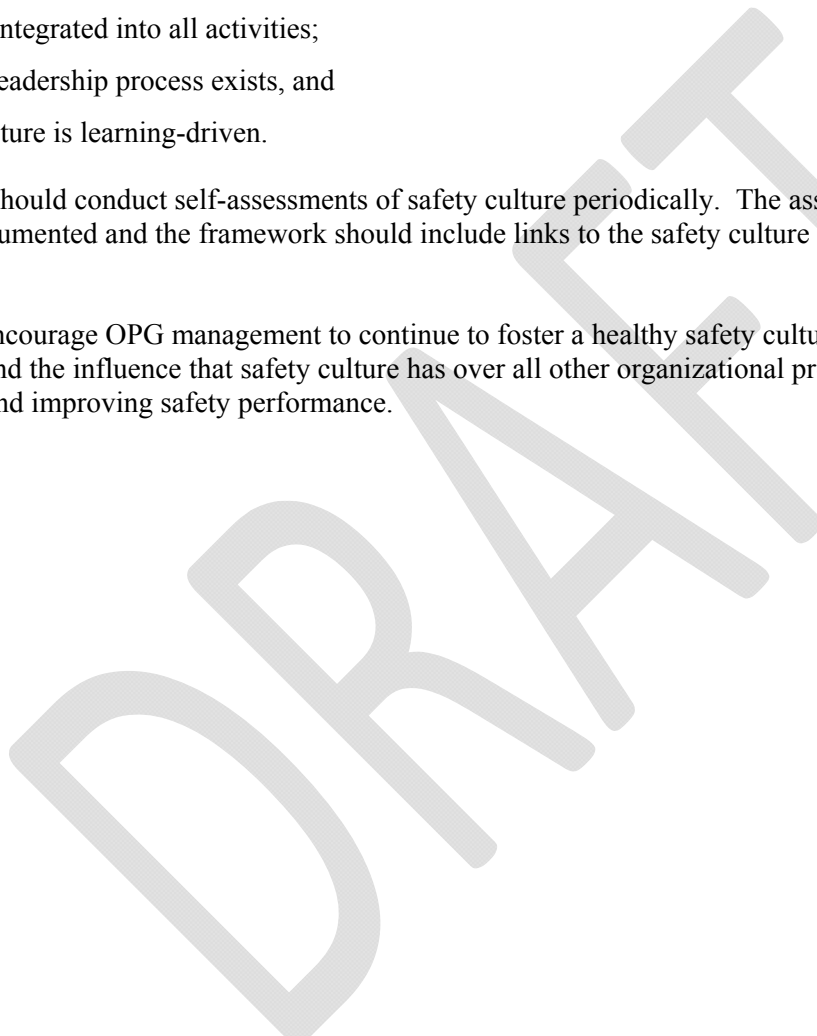 ntegrated into all activities;
eadership process exists, and
ture is learning-driven.
hould conduct self-assessments of safety culture periodically.  The ass
umented and the framework should include links to the safety culture
ncourage OPG management to continue to foster a healthy safety cultu
nd the influence that safety culture has over all other organizational pr
nd improving safety performance.
DRAFT